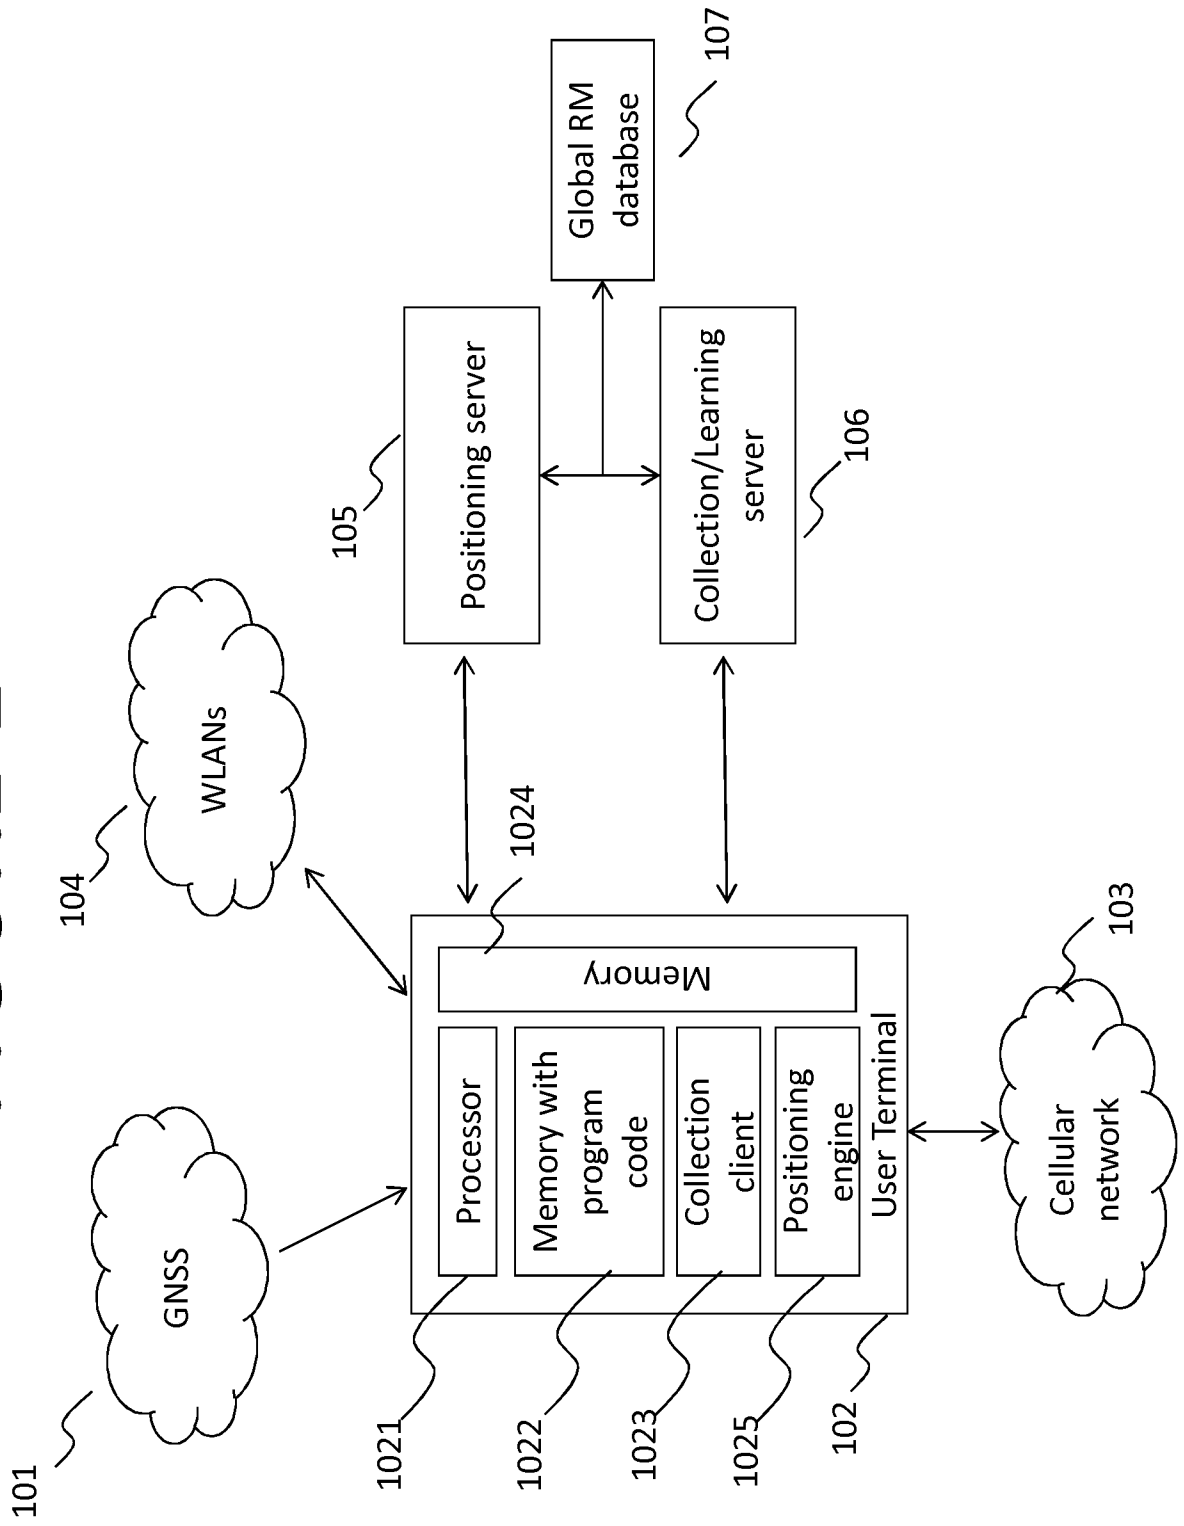 101
GNSS
104
WLANs
105
Positioning server
Global RM
database
107
Collection/Learning
server
106
1021
Processor
1022
Memory with
program
code
1023
Collection
client
1025
Positioning
engine
Memory
1024
102
User Terminal
Cellular
network
103